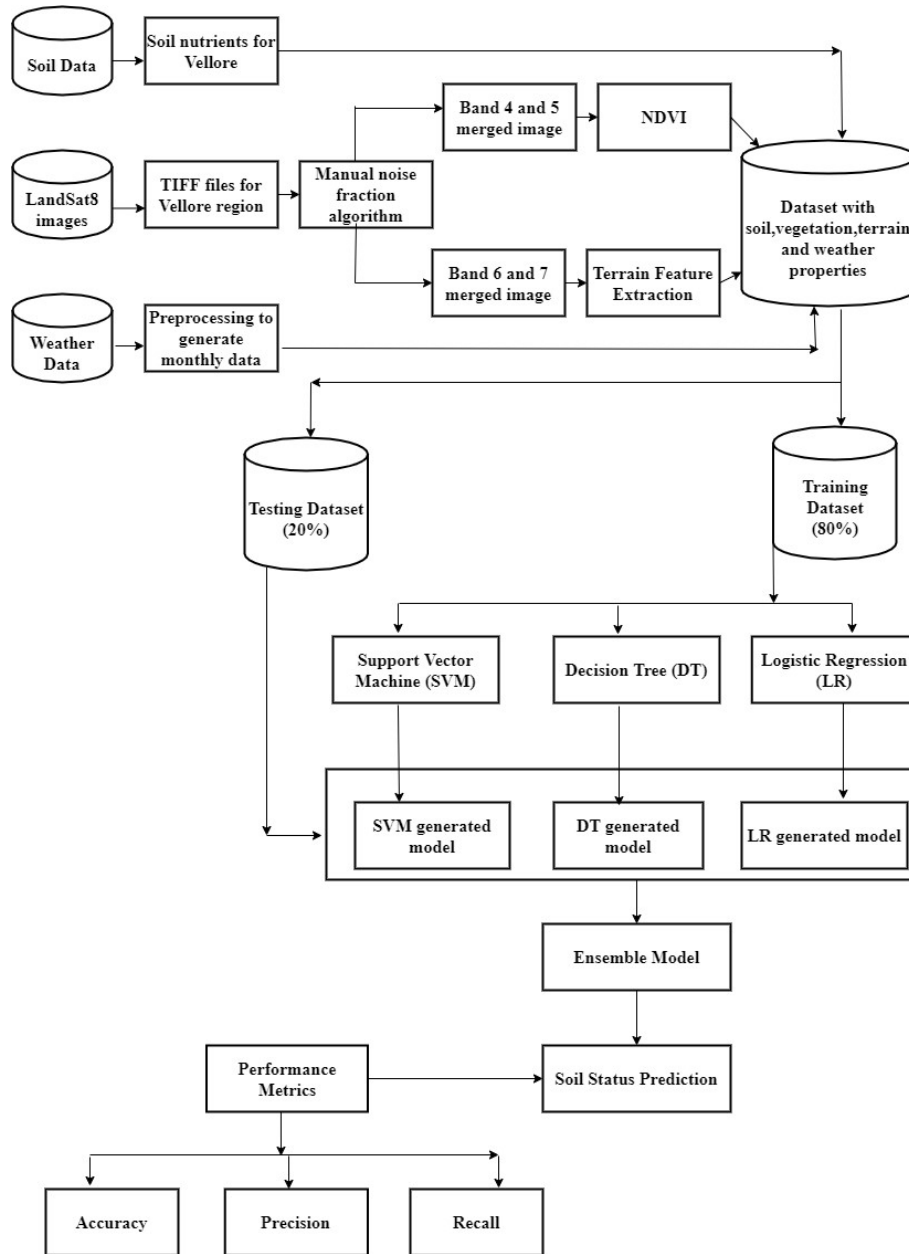 Soil Data
Soil nutrients for
Vellore
LandSat8
images
TIFF files for
Vellore region
Manual noise
fraction
algorithm
Band 4 and 5
merged image
NDVI
Band 6 and 7
merged image
Terrain Feature
Extraction
Dataset with
soil,vegetation,terrain
and weather
properties
Weather
Data
Preprocessing to
generate
monthly data
Testing Dataset
(20%)
Training
Dataset
(80%)
Support Vector
Machine (SVM)
Decision Tree (DT)
Logistic Regression
(LR)
SVM generated
model
DT generated
model
LR generated model
Ensemble Model
Performance
Metrics
Soil Status Prediction
Accuracy
Precision
Recall